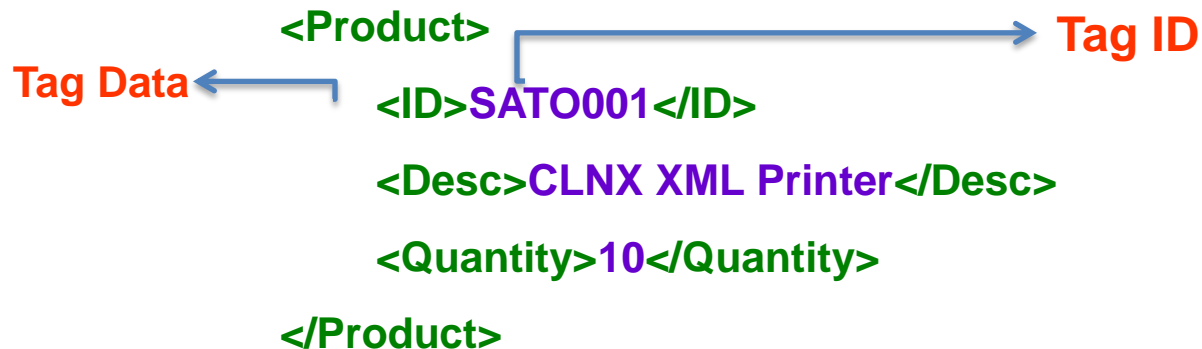 <Product>
Tag ID
Tag Data
<ID>SATO001</ID>
<Desc>CLNX XML Printer</Desc>
<Quantity>10</Quantity>
</Product>